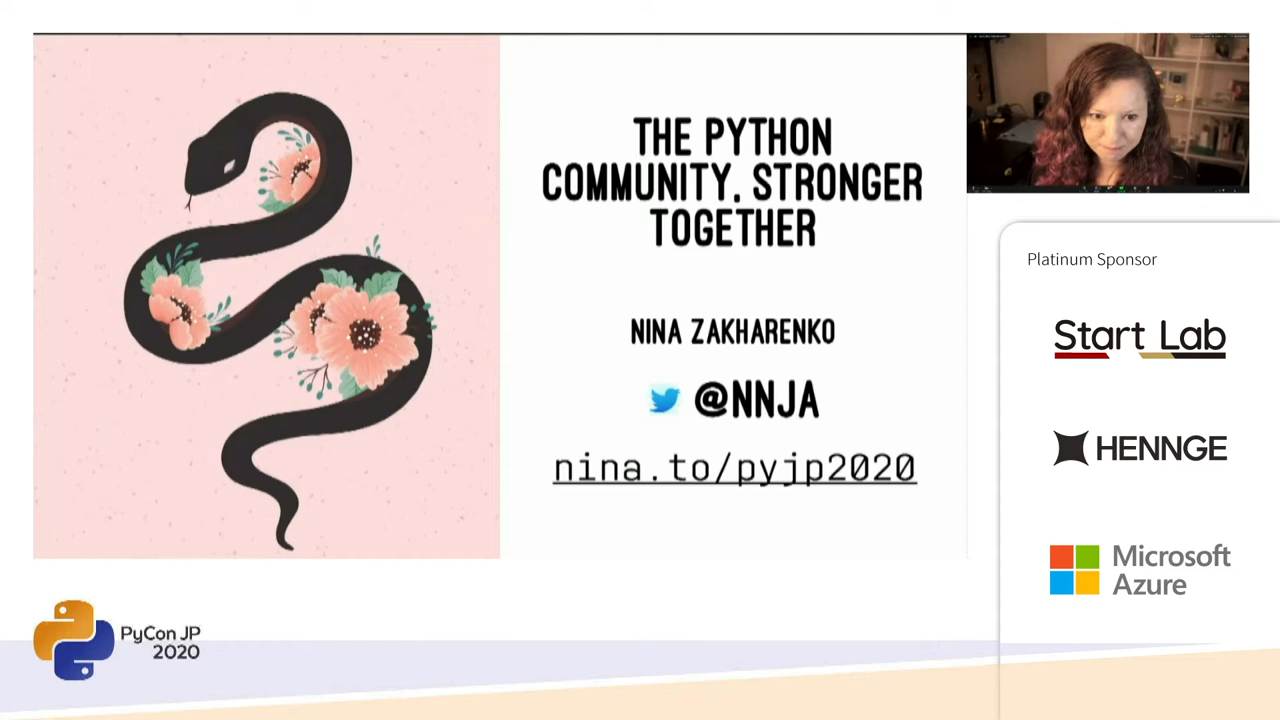 THE PYTHON
COMMUNITY, STRONGER
TOGETHER
NINA ZAKHARENKO
@NNJA
nina.to/pyjp2020
Platinum Sponsor
Start Lab
HENNGE
Microsoft
Azure
PyCon JP
2020